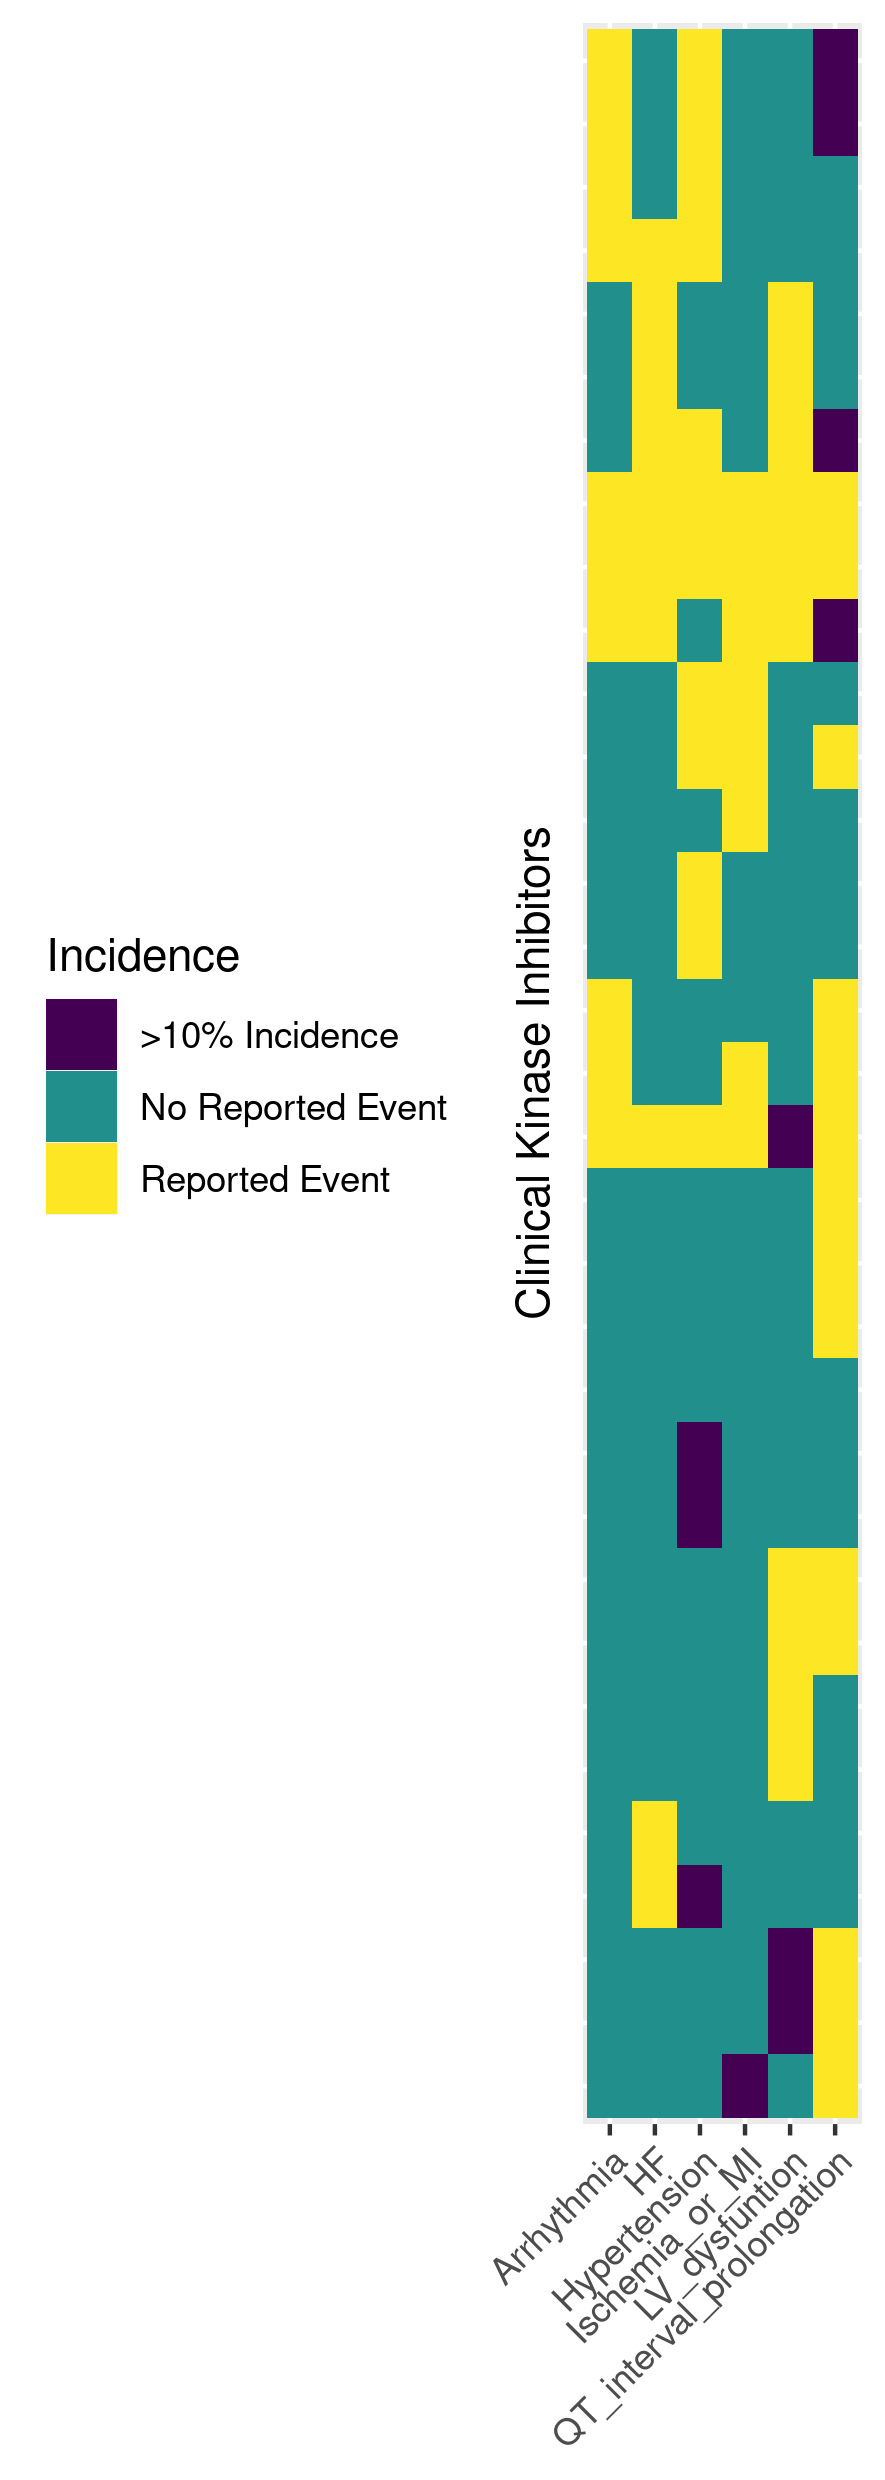 Incidence
>10% Incidence
No Reported Event
Reported Event
Clinical Kinase Inhibitors
Arrhythmia
HF
Hypertension
Ischemia_or_MI
LV_dysfuntion
QT_interval_prolongation